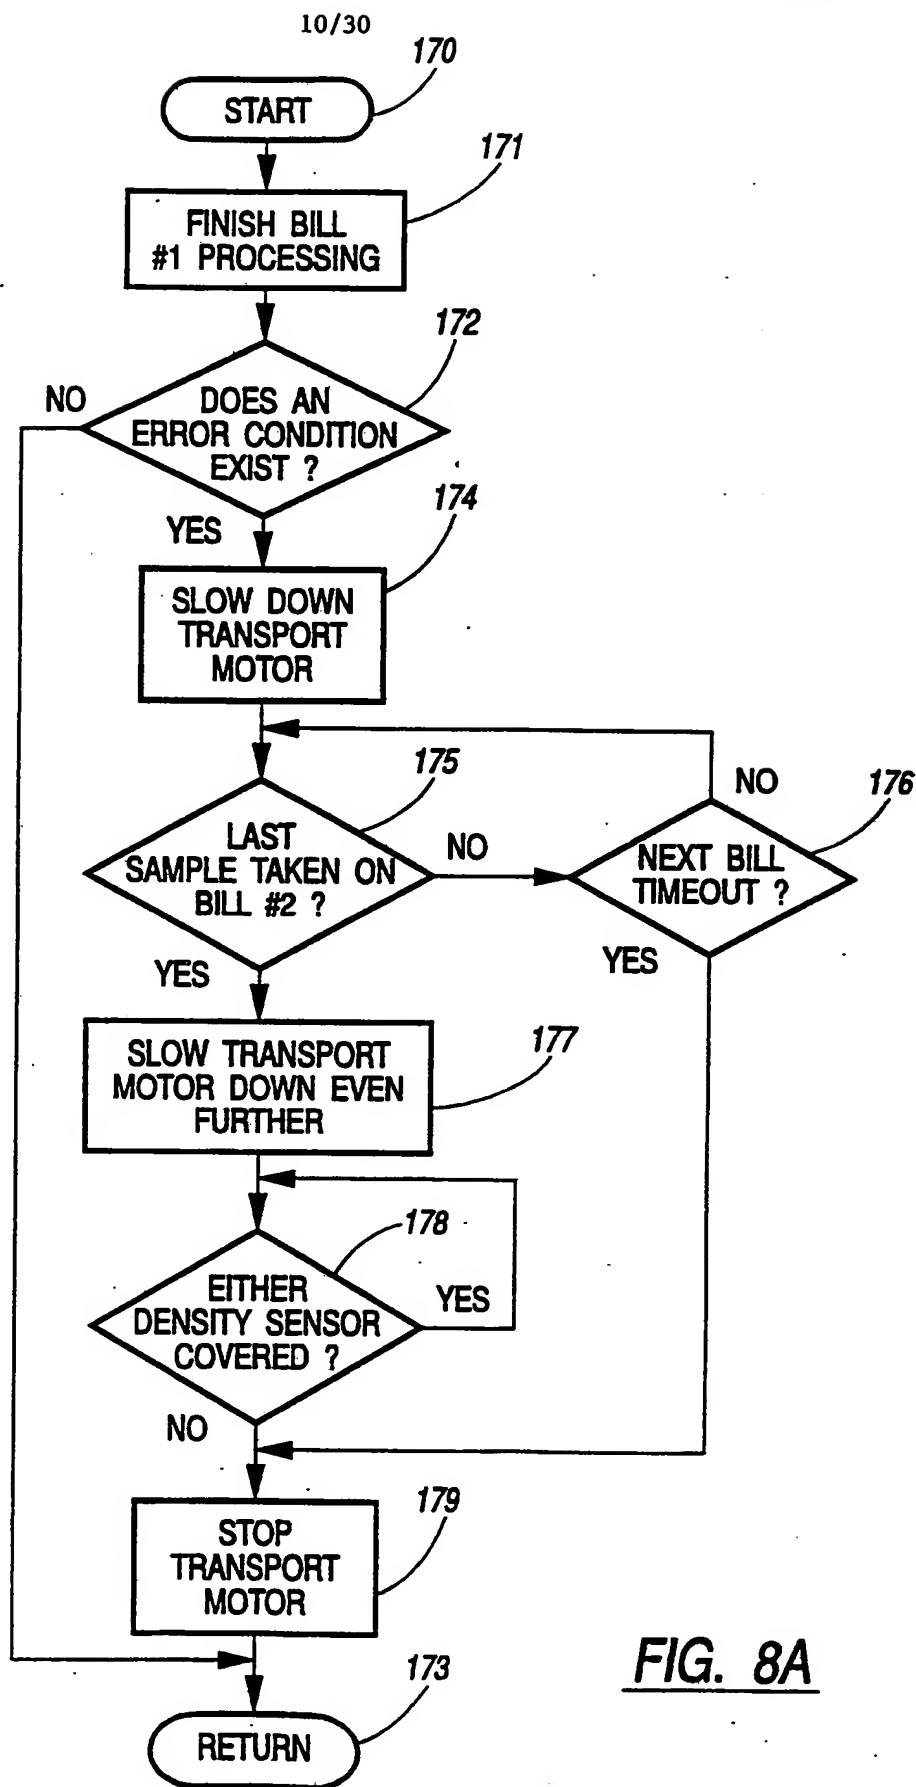 10/30
170
START
171
FINISH BILL
#1 PROCESSING
172
NO
DOES AN
ERROR CONDITION
EXIST ?
174
YES
SLOW DOWN
TRANSPORT
MOTOR
175
NO
176
LAST
SAMPLE TAKEN ON
BILL #2 ?
NO
NEXT BILL
TIMEOUT ?
YES
YES
SLOW TRANSPORT
MOTOR DOWN EVEN
FURTHER
177
178
EITHER
DENSITY SENSOR
COVERED ?
YES
NO
179
STOP
TRANSPORT
MOTOR
173
RETURN
FIG. 8A